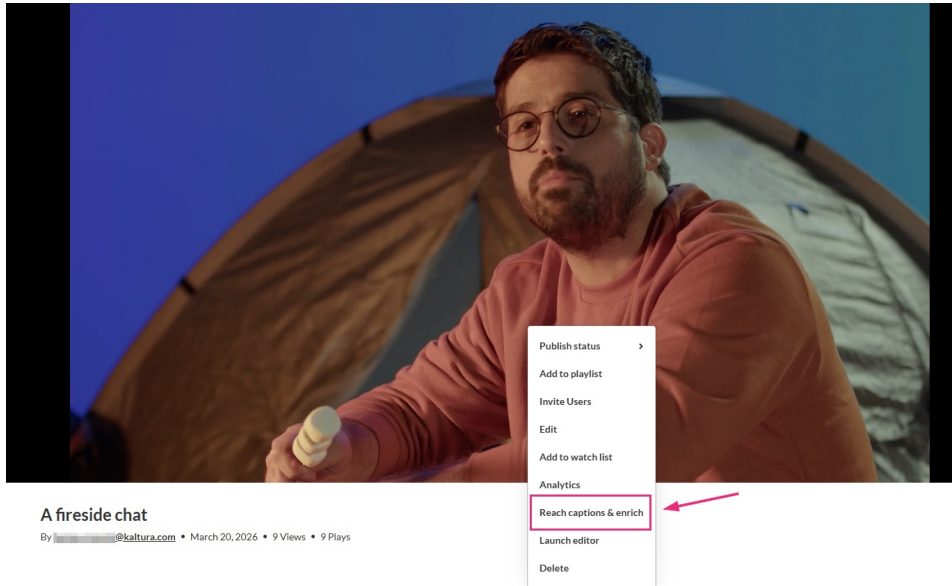 Publish status
Add to playlist
Invite Users
Edit
Add to watch list
Analytics
Reach captions & enrich
Launch editor
Delete
A fireside chat
By @kaltura.com • March 20, 2026 • 9 Views • 9 Plays